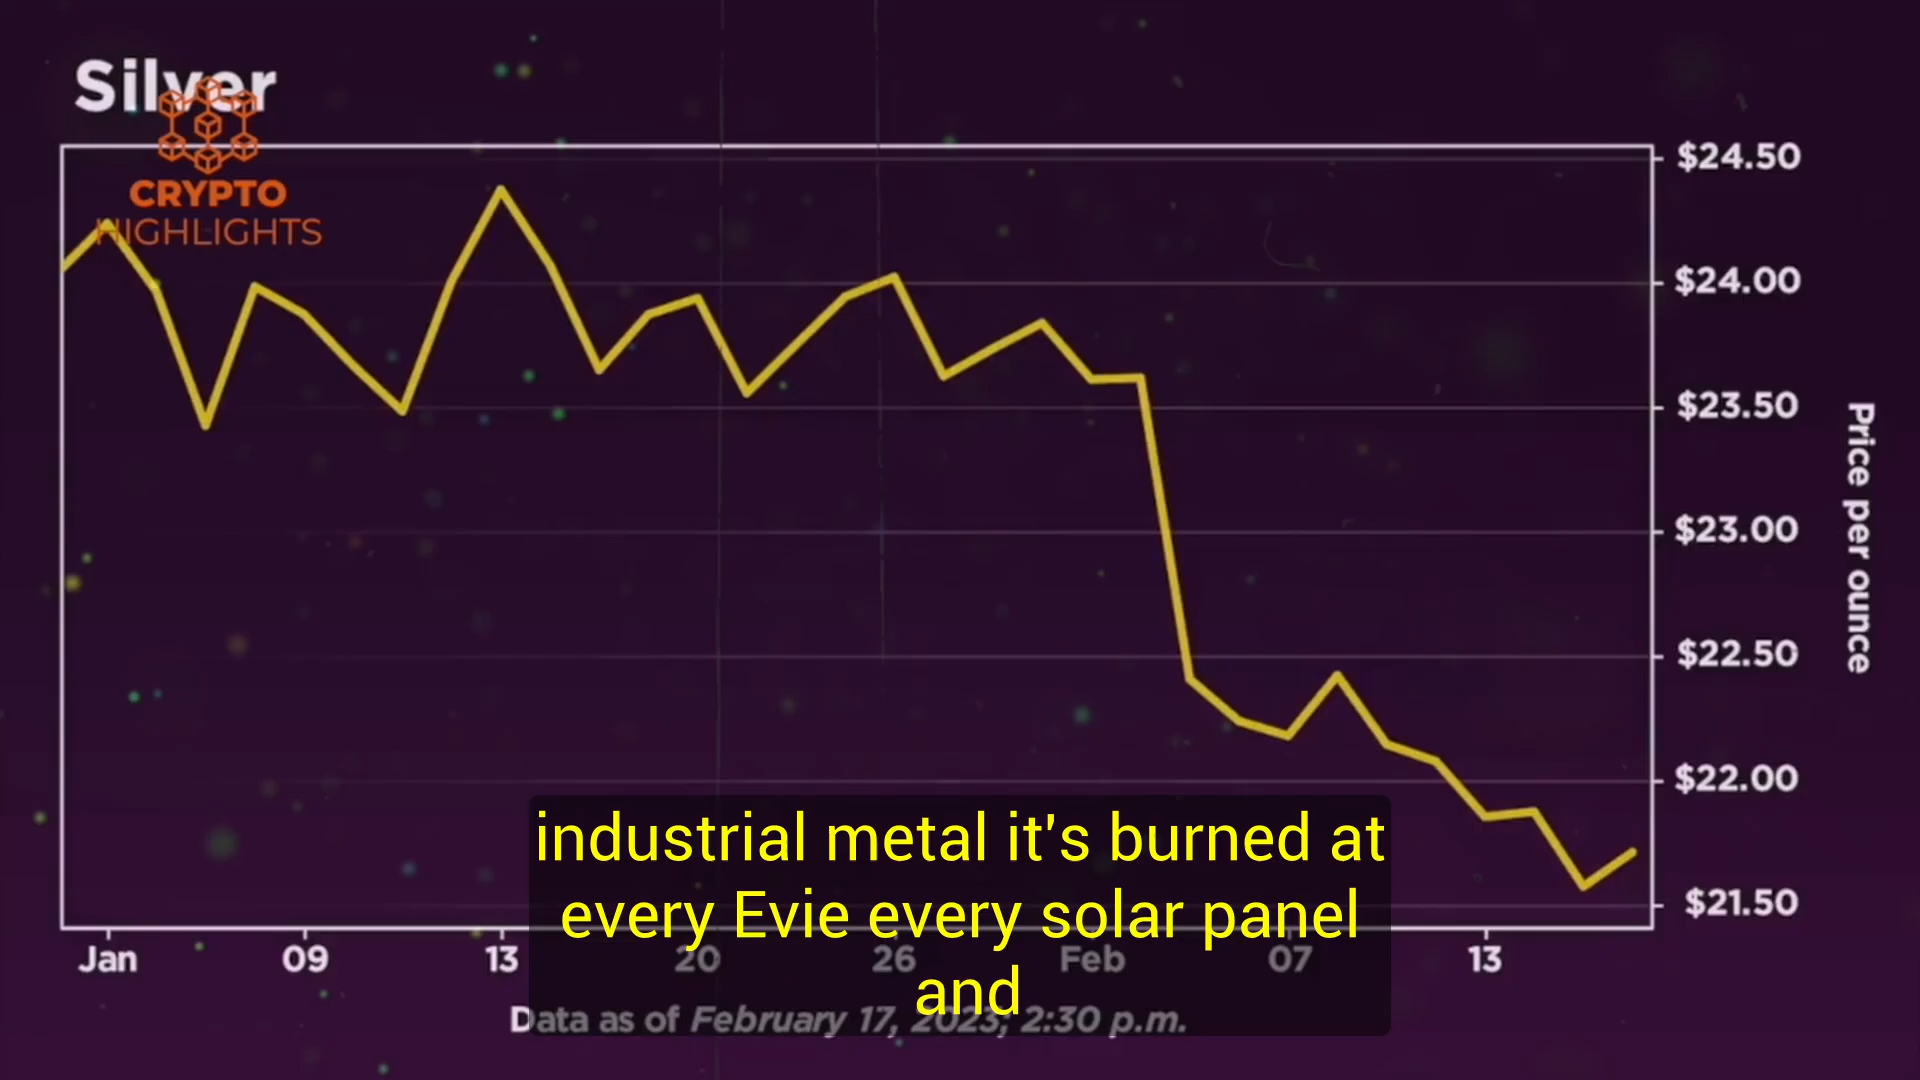 Silver
CRYPTO
HIGHLIGHTS
$24.50
$24.00
$23.50
$23.00
$22.50
$22.00
$21.50
Price per ounce
industrial metal it's burned at
every Evie every solar panel
and
Jan 09 13 20 26 Feb 07 13
Data as of February 17, 2023; 2:30 p.m.